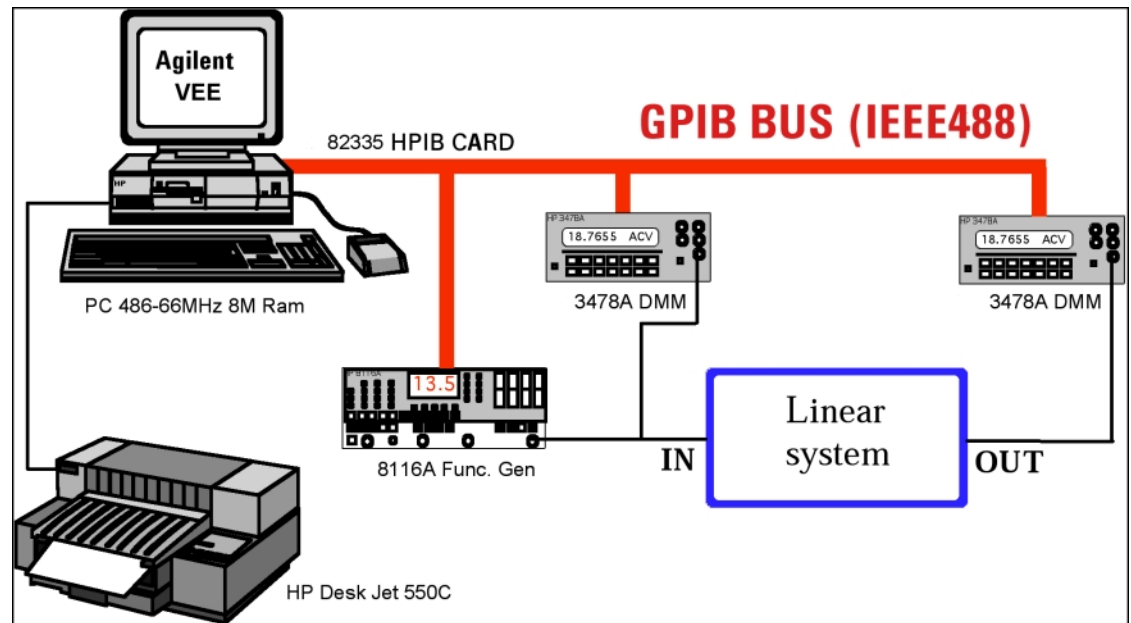 Agilent
VEE
GPIB BUS (IEEE488)
82335 HPIB CARD
HP
HP 3478A
18.7655 ACV
3478A DMM
HP 3478A
18.7655 ACV
3478A DMM
PC 486-66MHz 8M Ram
HP 8116A
13.5
8116A Func. Gen
Linear
system
IN
OUT
HP Desk Jet 550C